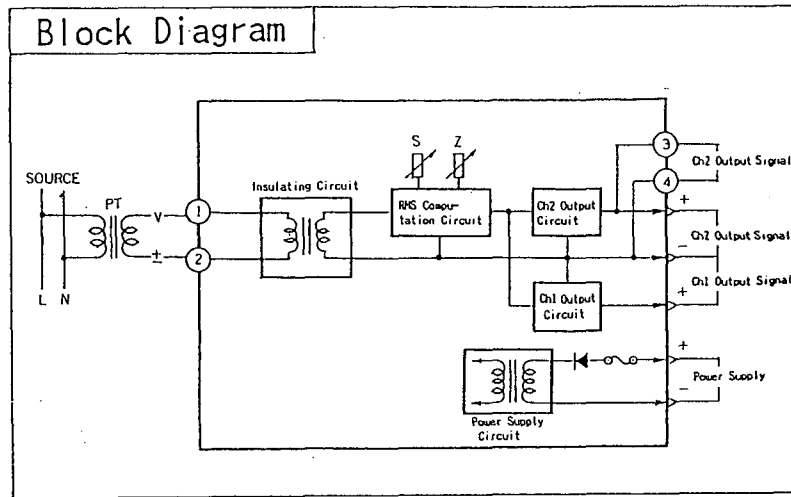 Block Diagram
SOURCE
PT
V
±
L N
1
2
Insulating Circuit
S Z
RMS Compu-
tation Circuit
Ch2 Output
Circuit
Ch1 Output
Circuit
3
4
Ch2 Output Signal
+
Ch2 Output Signal
-
Ch1 Output Signal
+
+
Power Supply
-
Power Supply
Circuit